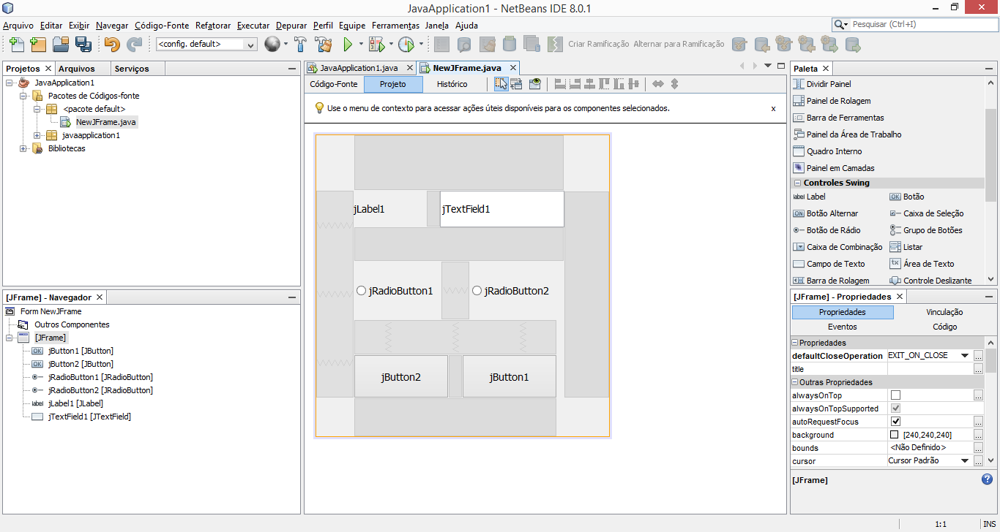 JavaApplication1 - NetBeans IDE 8.0.1
Arquivo Editar Exibir Navegar Código-Fonte Refatorar Executar Depurar Perfil Equipe Ferramentas Janela Ajuda
Pesquisar (Ctrl+I)
<config. default>
Criar Ramificação Alternar para Ramificação
Projetos Arquivos Serviços
JavaApplication1
Pacotes de Códigos-fonte
<pacote default>
NewJFrame.java
javaapplication1
Bibliotecas
[JFrame] - Navegador
Form NewJFrame
Outros Componentes
[JFrame]
OK jButton1 [JButton]
OK jButton2 [JButton]
jRadioButton1 [JRadioButton]
jRadioButton2 [JRadioButton]
label jLabel1 [JLabel]
jTextField1 [JTextField]
JavaApplication1.java NewJFrame.java
Código-Fonte Projeto Histórico
Use o menu de contexto para acessar ações úteis disponíveis para os componentes selecionados. x
jLabel1 jTextField1
jRadioButton1 jRadioButton2
jButton2 jButton1
Paleta
Dividir Painel
Painel de Rolagem
Barra de Ferramentas
Painel da Área de Trabalho
Quadro Interno
Painel em Camadas
Controles Swing
label Label OK Botão
ON Botão Alternar Caixa de Seleção
Botão de Rádio Grupo de Botões
Caixa de Combinação Listar
Campo de Texto tx Área de Texto
Barra de Rolagem Controle Deslizante
[JFrame] - Propriedades
Propriedades Vinculação
Eventos Código
Propriedades
defaultCloseOperation EXIT_ON_CLOSE ...
title ...
Outras Propriedades
alwaysOnTop ...
alwaysOnTopSupported
autoRequestFocus ...
background [240,240,240] ...
bounds <Não Definido> ...
cursor Cursor Padrão ...
[JFrame] ?
1:1 INS